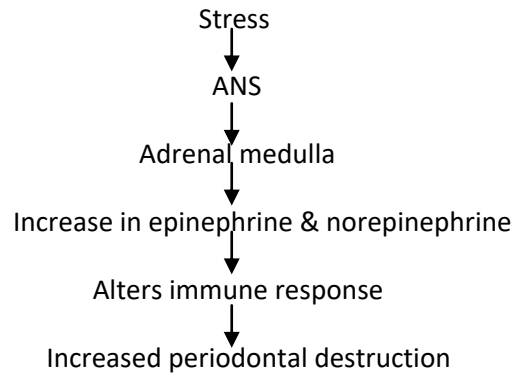 Stress
ANS
Adrenal medulla
Increase in epinephrine & norepinephrine
Alters immune response
Increased periodontal destruction